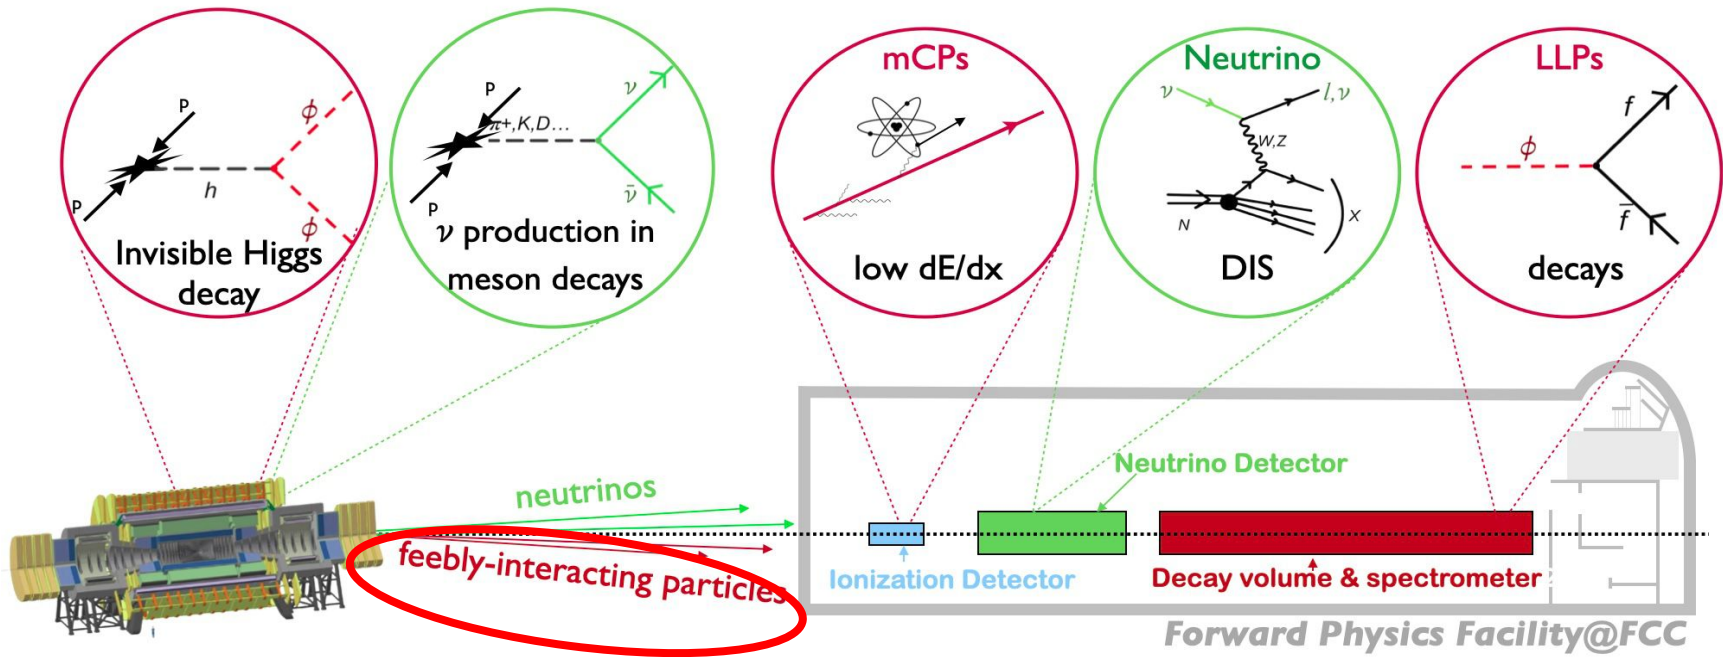 P
P
h
ϕ
ϕ
Invisible Higgs
decay
P
P
π+,K,D...
ν
ν̄
ν production in
meson decays
mCPs
low dE/dx
Neutrino
ν
l,ν
W,Z
N
X
DIS
LLPs
ϕ
f
f̄
decays
neutrinos
feebly-interacting particles
Neutrino Detector
Ionization Detector
Decay volume & spectrometer
Forward Physics Facility@FCC